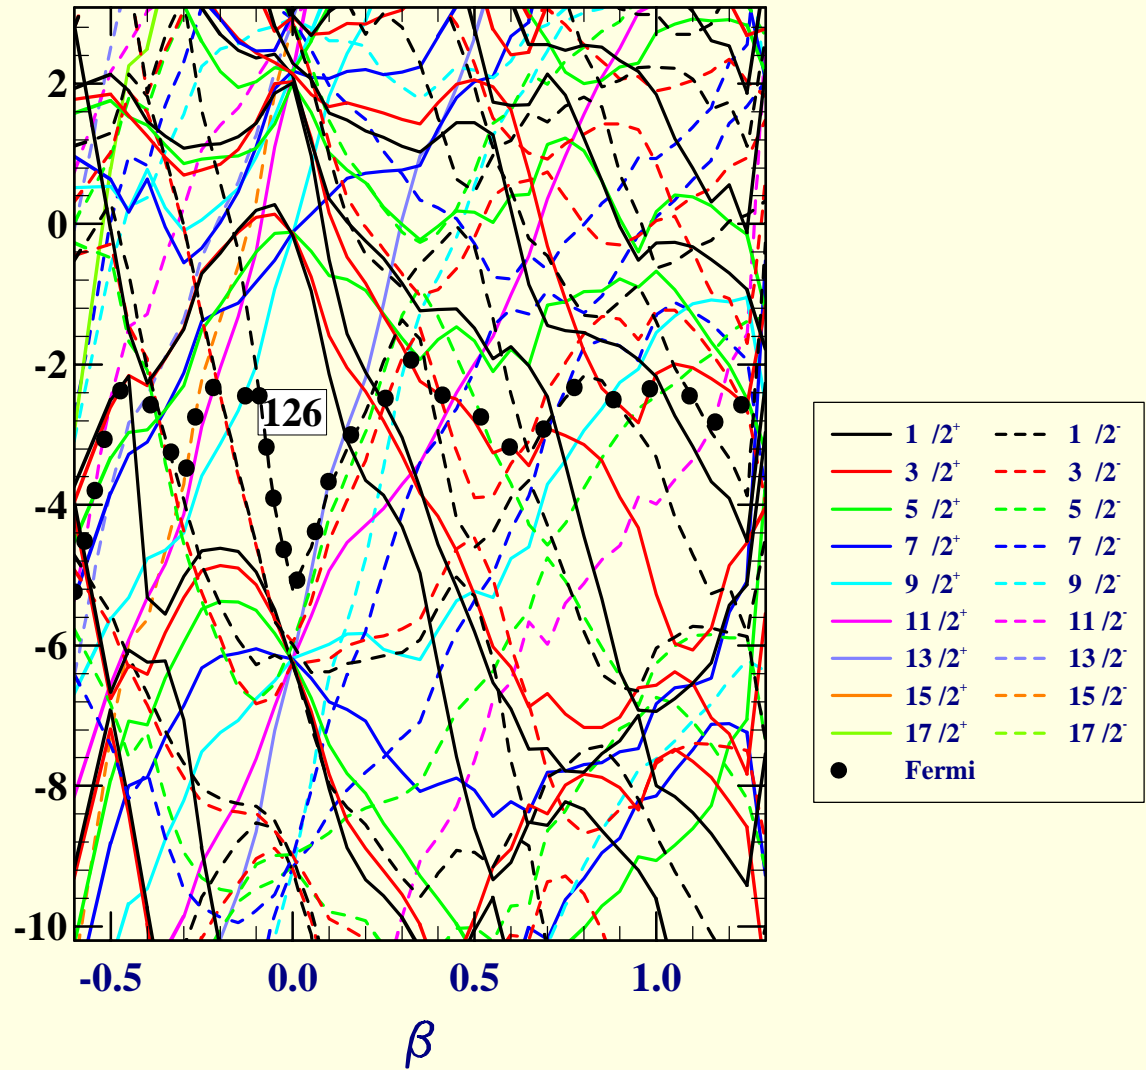 2
0
-2
-4
-6
-8
-10
126
-0.5 0.0 0.5 1.0
β
1 /2+ 1 /2-
3 /2+ 3 /2-
5 /2+ 5 /2-
7 /2+ 7 /2-
9 /2+ 9 /2-
11 /2+ 11 /2-
13 /2+ 13 /2-
15 /2+ 15 /2-
17 /2+ 17 /2-
Fermi